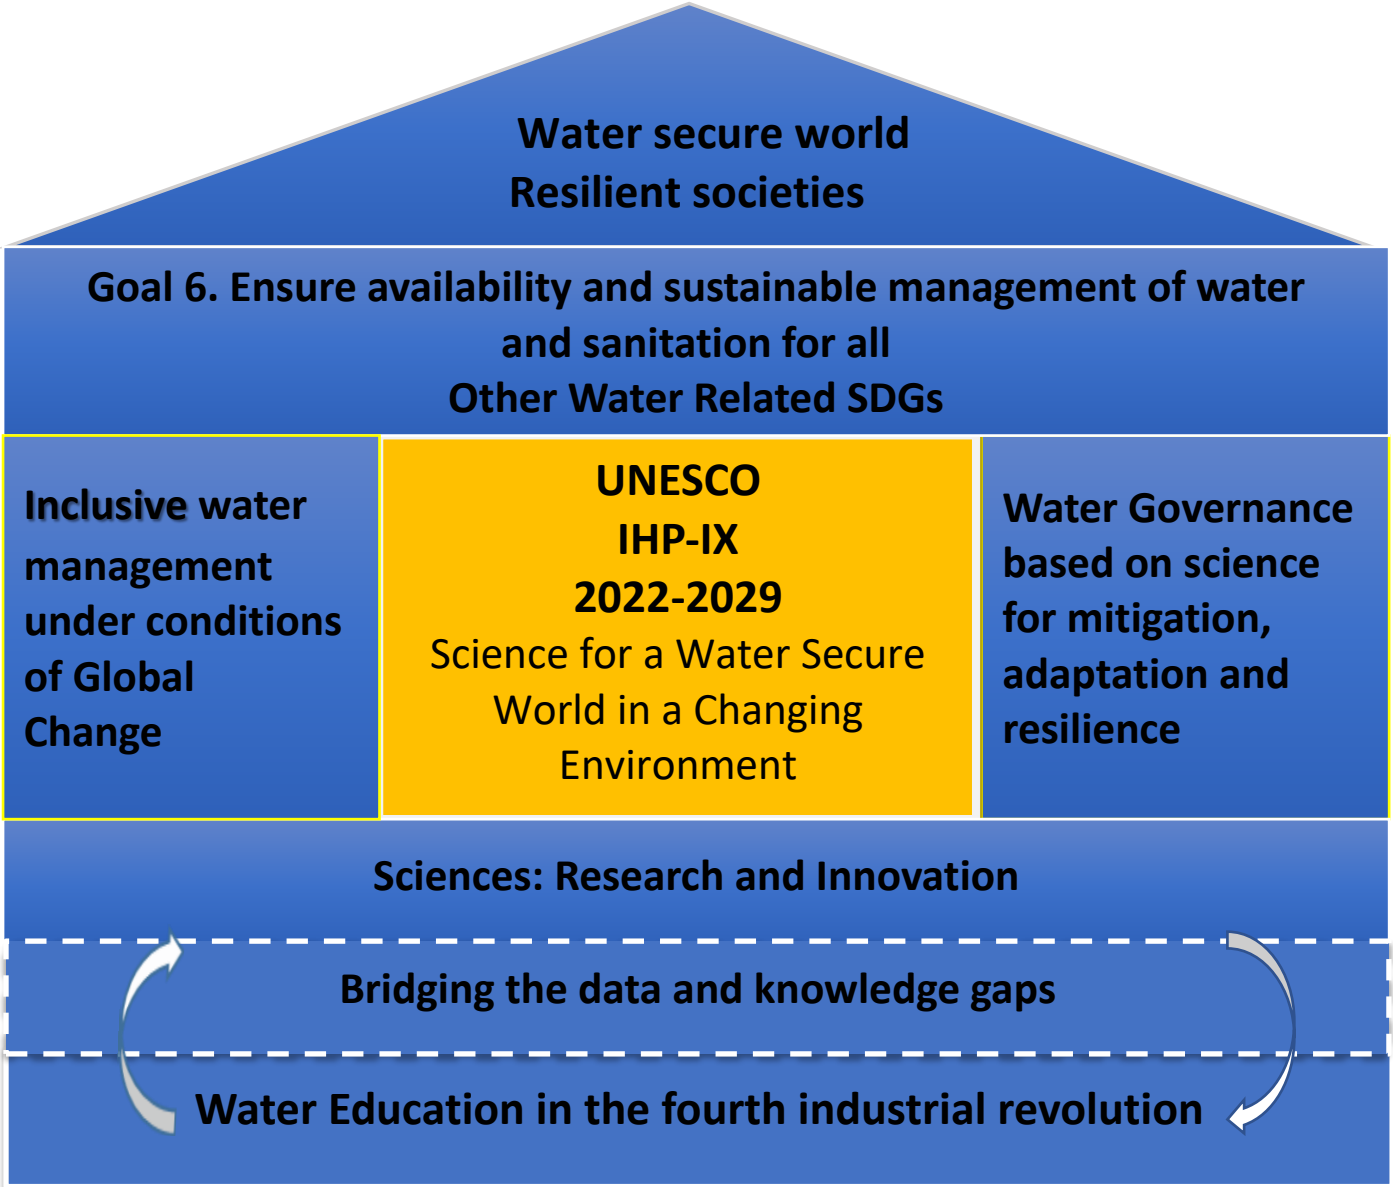 Water secure world
Resilient societies
Goal 6. Ensure availability and sustainable management of water
and sanitation for all
Other Water Related SDGs
Inclusive water
management
under conditions
of Global
Change
UNESCO
IHP-IX
2022-2029
Science for a Water Secure
World in a Changing
Environment
Water Governance
based on science
for mitigation,
adaptation and
resilience
Sciences: Research and Innovation
Bridging the data and knowledge gaps
Water Education in the fourth industrial revolution